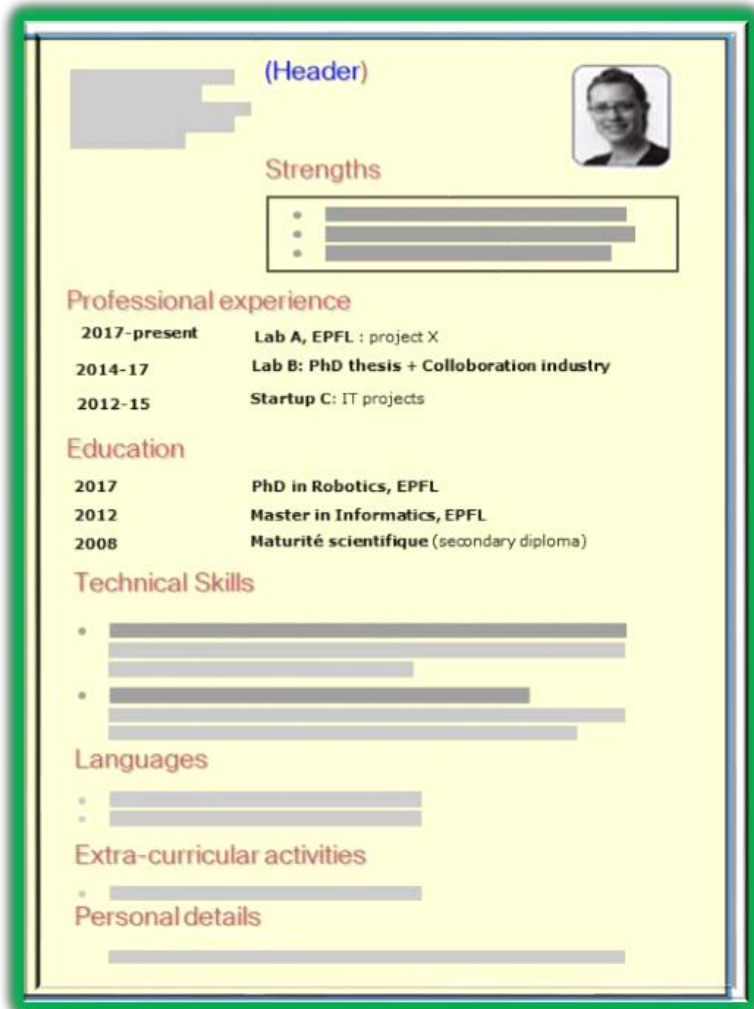 (Header)
Strengths
Professional experience
2017-present Lab A, EPFL : project X
2014-17 Lab B: PhD thesis + Colloboration industry
2012-15 Startup C: IT projects
Education
2017 PhD in Robotics, EPFL
2012 Master in Informatics, EPFL
2008 Maturité scientifique (secondary diploma)
Technical Skills
Languages
Extra-curricular activities
Personal details